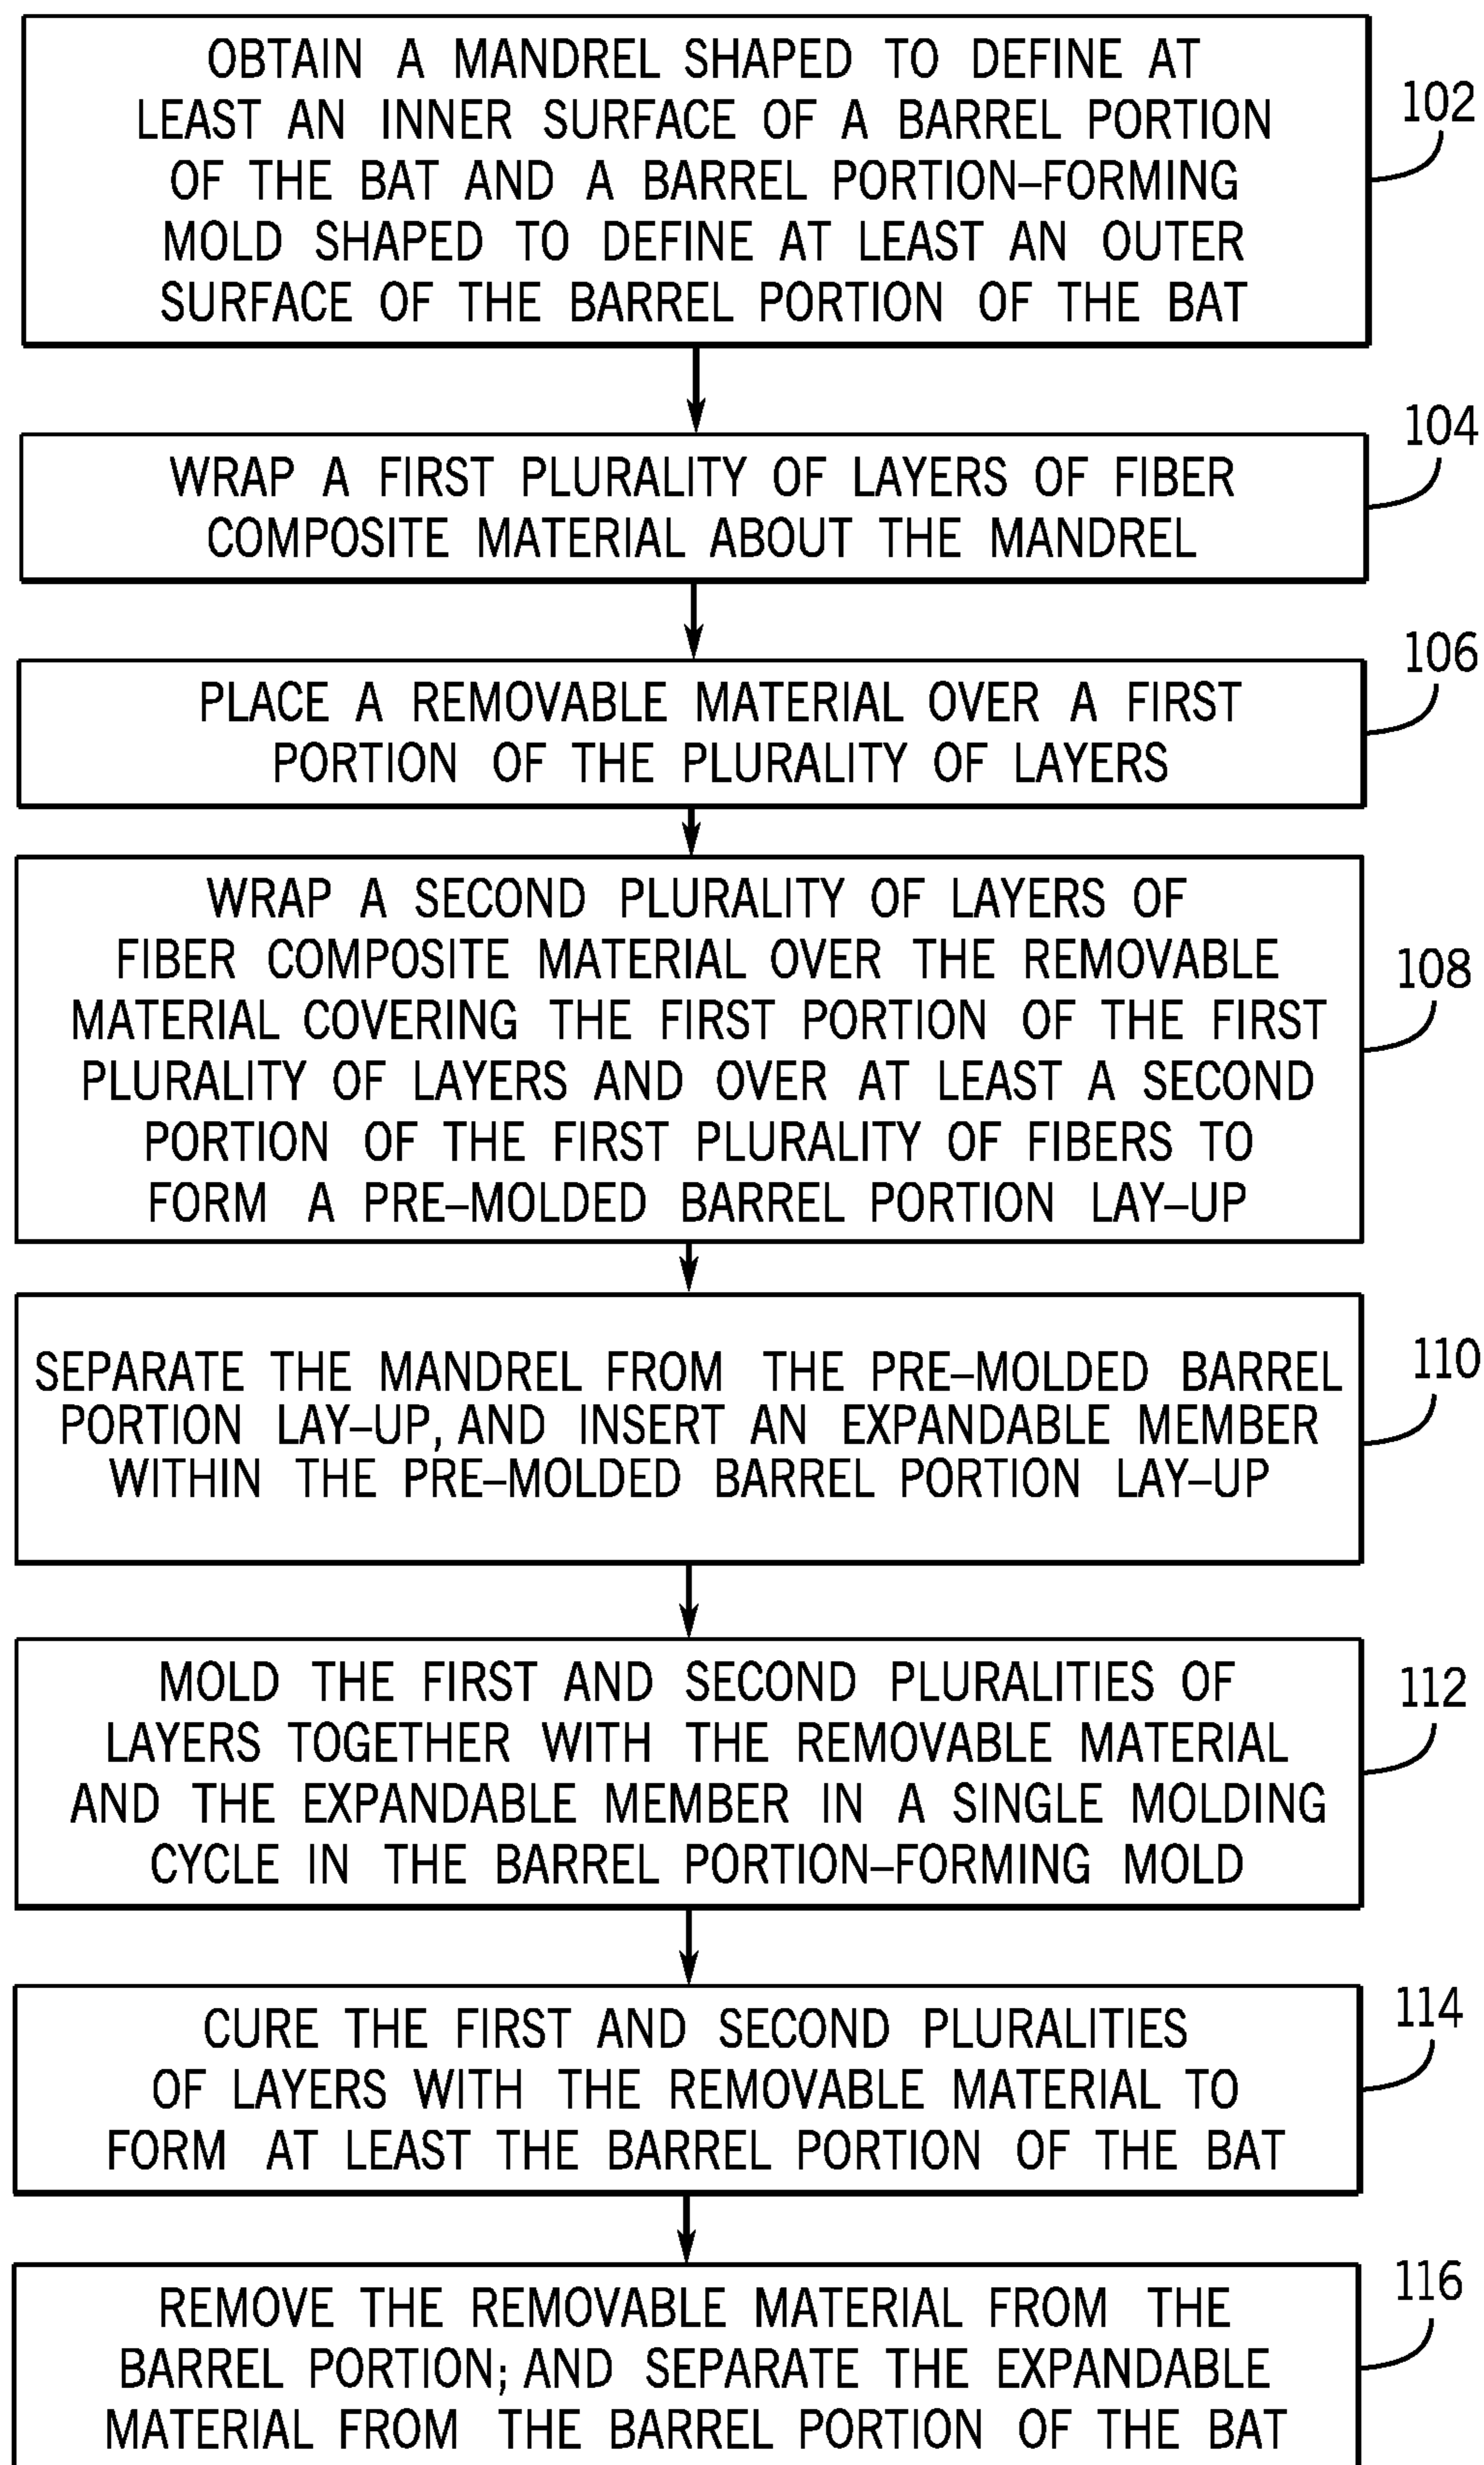 OBTAIN A MANDREL SHAPED TO DEFINE AT
LEAST AN INNER SURFACE OF A BARREL PORTION
OF THE BAT AND A BARREL PORTION–FORMING
MOLD SHAPED TO DEFINE AT LEAST AN OUTER
SURFACE OF THE BARREL PORTION OF THE BAT
102
WRAP A FIRST PLURALITY OF LAYERS OF FIBER
COMPOSITE MATERIAL ABOUT THE MANDREL
104
PLACE A REMOVABLE MATERIAL OVER A FIRST
PORTION OF THE PLURALITY OF LAYERS
106
WRAP A SECOND PLURALITY OF LAYERS OF
FIBER COMPOSITE MATERIAL OVER THE REMOVABLE
MATERIAL COVERING THE FIRST PORTION OF THE FIRST
PLURALITY OF LAYERS AND OVER AT LEAST A SECOND
PORTION OF THE FIRST PLURALITY OF FIBERS TO
FORM A PRE–MOLDED BARREL PORTION LAY–UP
108
SEPARATE THE MANDREL FROM THE PRE–MOLDED BARREL
PORTION LAY–UP, AND INSERT AN EXPANDABLE MEMBER
WITHIN THE PRE–MOLDED BARREL PORTION LAY–UP
110
MOLD THE FIRST AND SECOND PLURALITIES OF
LAYERS TOGETHER WITH THE REMOVABLE MATERIAL
AND THE EXPANDABLE MEMBER IN A SINGLE MOLDING
CYCLE IN THE BARREL PORTION–FORMING MOLD
112
CURE THE FIRST AND SECOND PLURALITIES
OF LAYERS WITH THE REMOVABLE MATERIAL TO
FORM AT LEAST THE BARREL PORTION OF THE BAT
114
REMOVE THE REMOVABLE MATERIAL FROM THE
BARREL PORTION; AND SEPARATE THE EXPANDABLE
MATERIAL FROM THE BARREL PORTION OF THE BAT
116